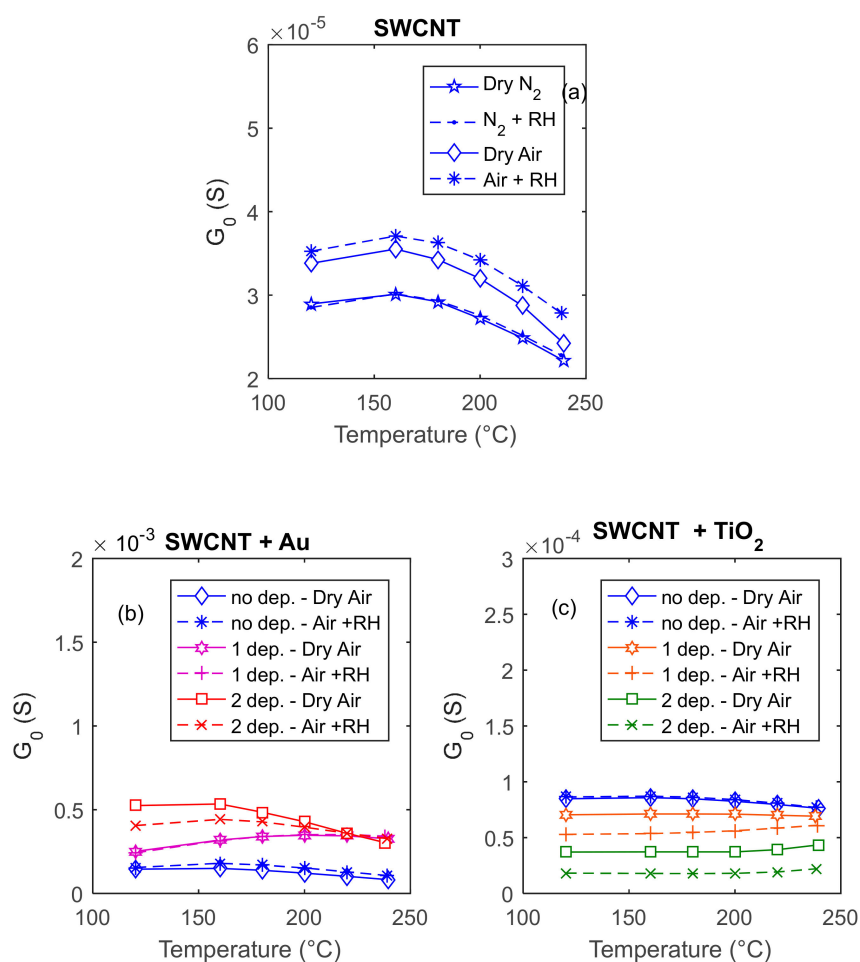 ×10⁻⁵
SWCNT
6
5
4
3
2
G₀ (S)
Dry N₂
N₂ + RH
Dry Air
Air + RH
(a)
100 150 200 250
Temperature (°C)
× 10⁻³
SWCNT + Au
2
1.5
1
0.5
0
G₀ (S)
(b)
no dep. - Dry Air
no dep. - Air +RH
1 dep. - Dry Air
1 dep. - Air +RH
2 dep. - Dry Air
2 dep. - Air +RH
100 150 200 250
Temperature (°C)
×10⁻⁴
SWCNT + TiO₂
3
2.5
2
1.5
1
0.5
0
G₀ (S)
(c)
no dep. - Dry Air
no dep. - Air +RH
1 dep. - Dry Air
1 dep. - Air +RH
2 dep. - Dry Air
2 dep. - Air +RH
100 150 200 250
Temperature (°C)